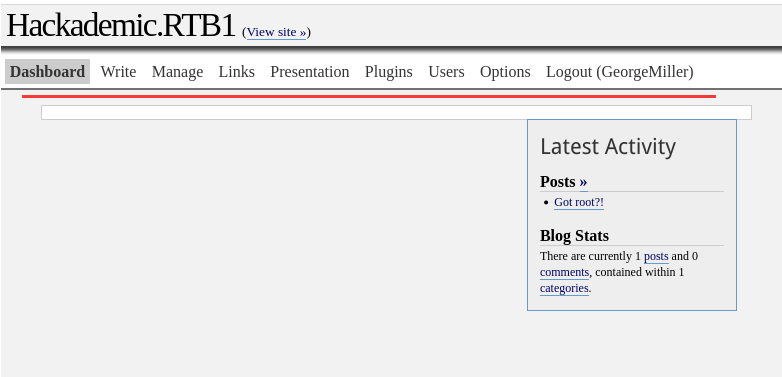 Hackademic.RTB1 (View site »)
Dashboard Write Manage Links Presentation Plugins Users Options Logout (GeorgeMiller)
Latest Activity
Posts »
• Got root?!
Blog Stats
There are currently 1 posts and 0
comments, contained within 1
categories.